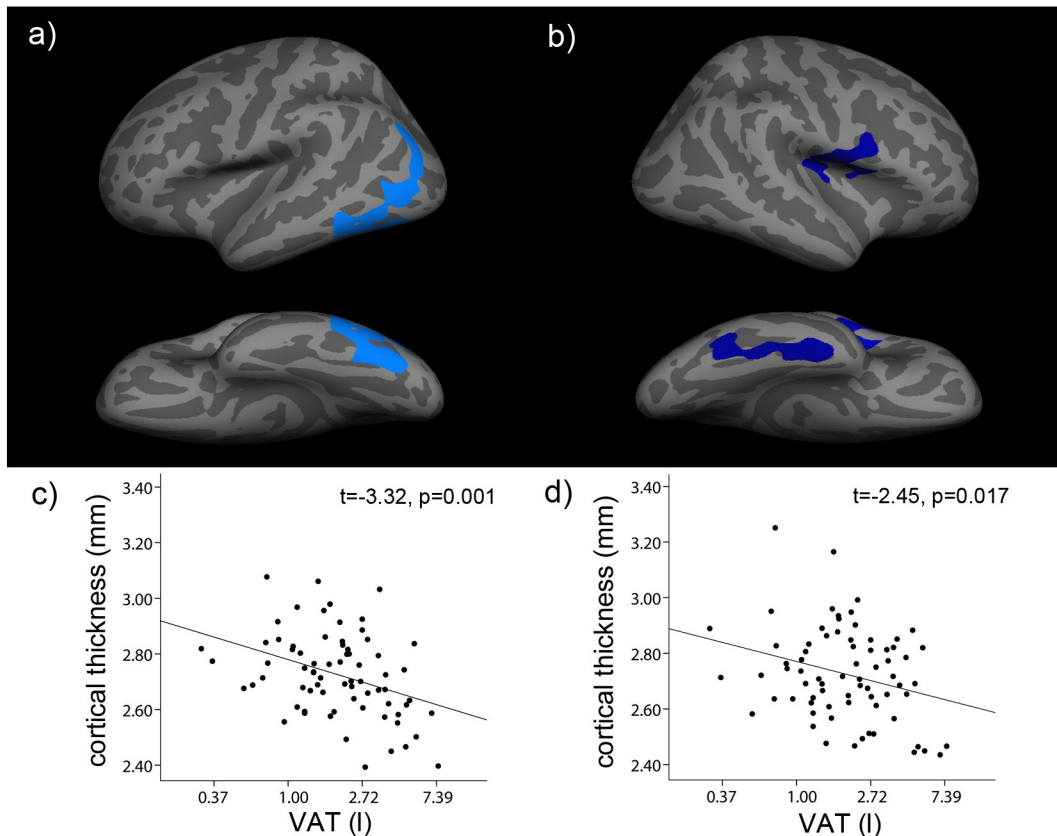 a)
b)
c)
t=-3.32, p=0.001
cortical thickness (mm)
3.40
3.20
3.00
2.80
2.60
2.40
0.37
1.00
2.72
7.39
VAT (l)
d)
t=-2.45, p=0.017
cortical thickness (mm)
3.40
3.20
3.00
2.80
2.60
2.40
0.37
1.00
2.72
7.39
VAT (l)